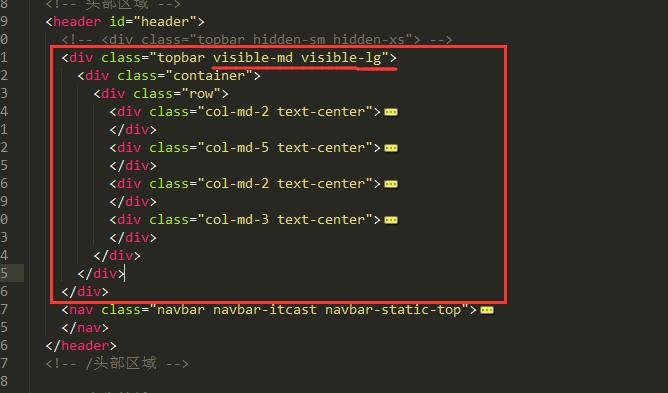 8 <!-- 头部区域 -->
9 <header id="header">
0 <!-- <div class="topbar hidden-sm hidden-xs"> -->
1 <div class="topbar visible-md visible-lg">
2 <div class="container">
3 <div class="row">
4 <div class="col-md-2 text-center">
1 </div>
2 <div class="col-md-5 text-center">
5 </div>
6 <div class="col-md-2 text-center">
9 </div>
0 <div class="col-md-3 text-center">
3 </div>
4 </div>
5 </div>
6 </div>
7 <nav class="navbar navbar-itcast navbar-static-top">
5 </nav>
6 </header>
7 <!-- /头部区域 -->
8